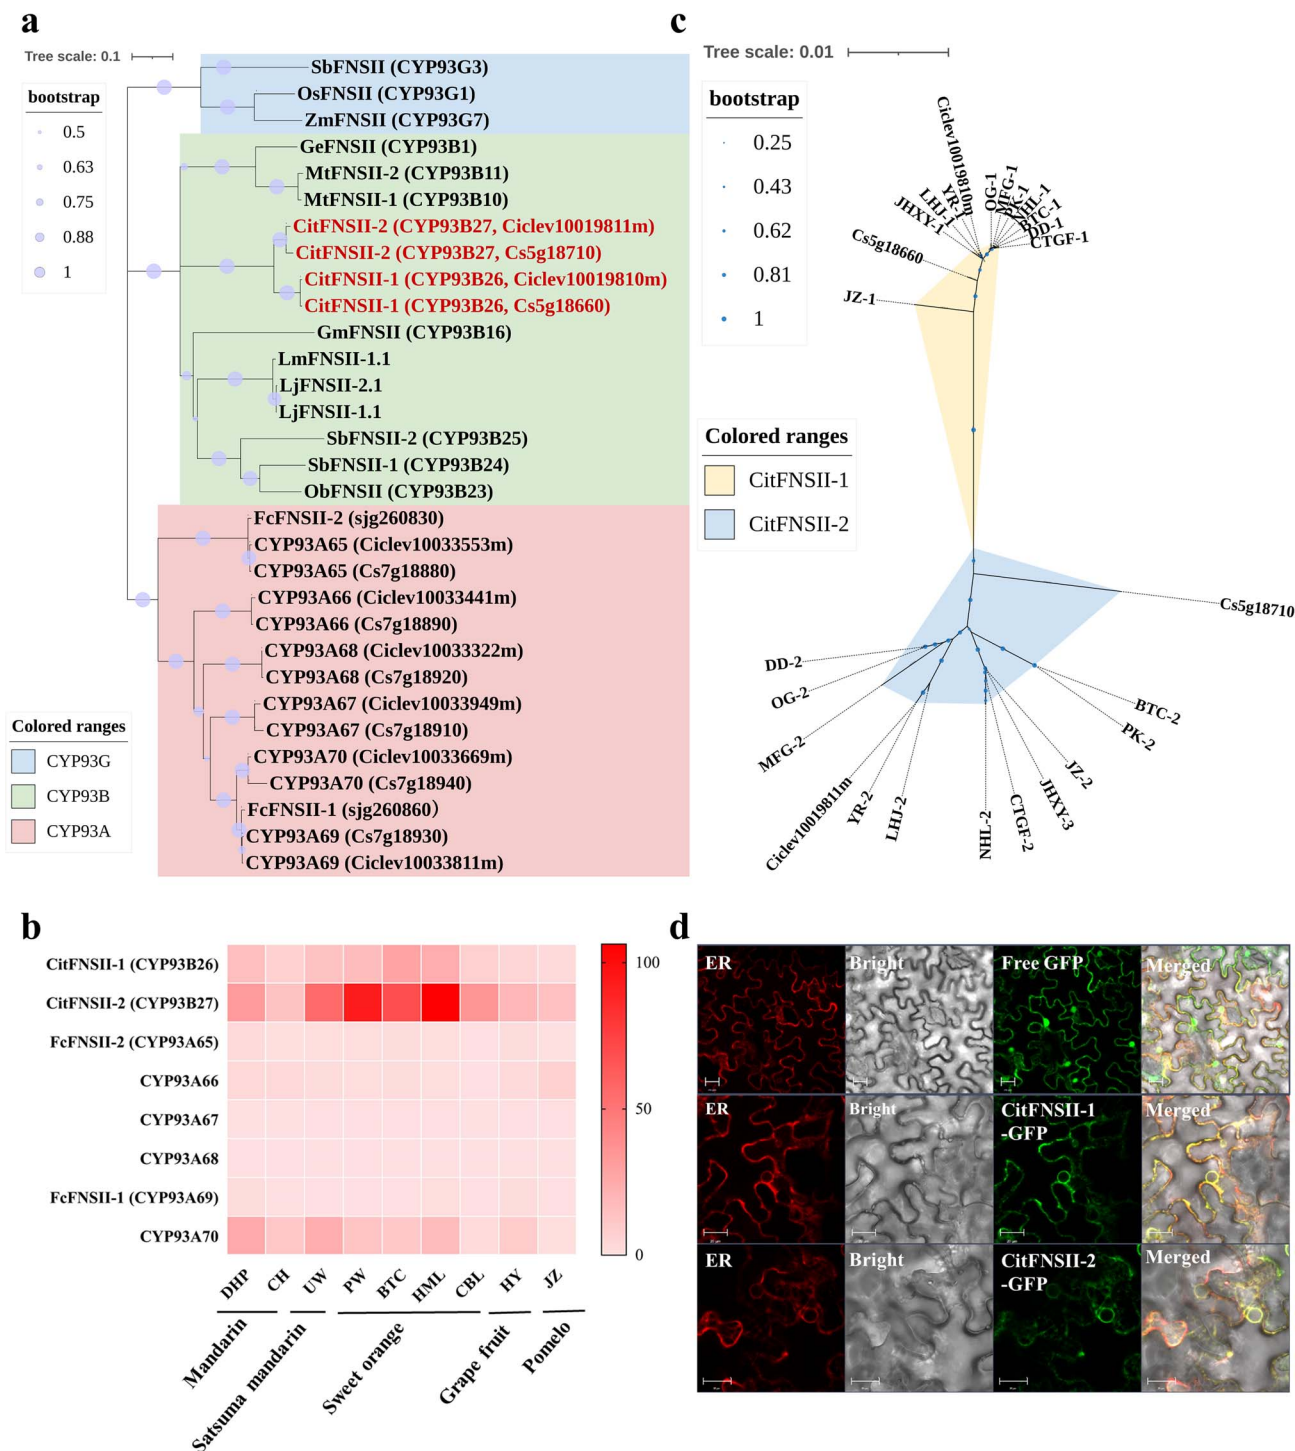 a
Tree scale: 0.1
bootstrap
0.5
0.63
0.75
0.88
1
SbFNSII (CYP93G3)
OsFNSII (CYP93G1)
ZmFNSII (CYP93G7)
GeFNSII (CYP93B1)
MtFNSII-2 (CYP93B11)
MtFNSII-1 (CYP93B10)
CitFNSII-2 (CYP93B27, Ciclev10019811m)
CitFNSII-2 (CYP93B27, Cs5g18710)
CitFNSII-1 (CYP93B26, Ciclev10019810m)
CitFNSII-1 (CYP93B26, Cs5g18660)
GmFNSII (CYP93B16)
LmFNSII-1.1
LjFNSII-2.1
LjFNSII-1.1
SbFNSII-2 (CYP93B25)
SbFNSII-1 (CYP93B24)
ObFNSII (CYP93B23)
FcFNSII-2 (sjg260830)
CYP93A65 (Ciclev10033553m)
CYP93A65 (Cs7g18880)
CYP93A66 (Ciclev10033441m)
CYP93A66 (Cs7g18890)
CYP93A68 (Ciclev10033322m)
CYP93A68 (Cs7g18920)
CYP93A67 (Ciclev10033949m)
CYP93A67 (Cs7g18910)
CYP93A70 (Ciclev10033669m)
CYP93A70 (Cs7g18940)
FcFNSII-1 (sjg260860)
CYP93A69 (Cs7g18930)
CYP93A69 (Ciclev10033811m)
Colored ranges
CYP93G
CYP93B
CYP93A
c
Tree scale: 0.01
bootstrap
0.25
0.43
0.62
0.81
1
Ciclev10019810m
YR-1
LHJ-1
JHXY-1
OG-1
MFG-1
PK-1
NHL-1
BTC-1
DD-1
CTGF-1
Cs5g18660
JZ-1
Colored ranges
CitFNSII-1
CitFNSII-2
Cs5g18710
DD-2
OG-2
MFG-2
Ciclev10019811m
YR-2
LHJ-2
NHL-2
CTGF-2
JHXY-3
JZ-2
PK-2
BTC-2
b
CitFNSII-1 (CYP93B26)
CitFNSII-2 (CYP93B27)
FcFNSII-2 (CYP93A65)
CYP93A66
CYP93A67
CYP93A68
FcFNSII-1 (CYP93A69)
CYP93A70
100
50
0
DHP
CH
UW
PW
BTC
HML
CBL
HY
JZ
Mandarin
Satsuma mandarin
Sweet orange
Grape fruit
Pomelo
d
ER
Bright
Free GFP
Merged
ER
Bright
CitFNSII-1
-GFP
Merged
ER
Bright
CitFNSII-2
-GFP
Merged